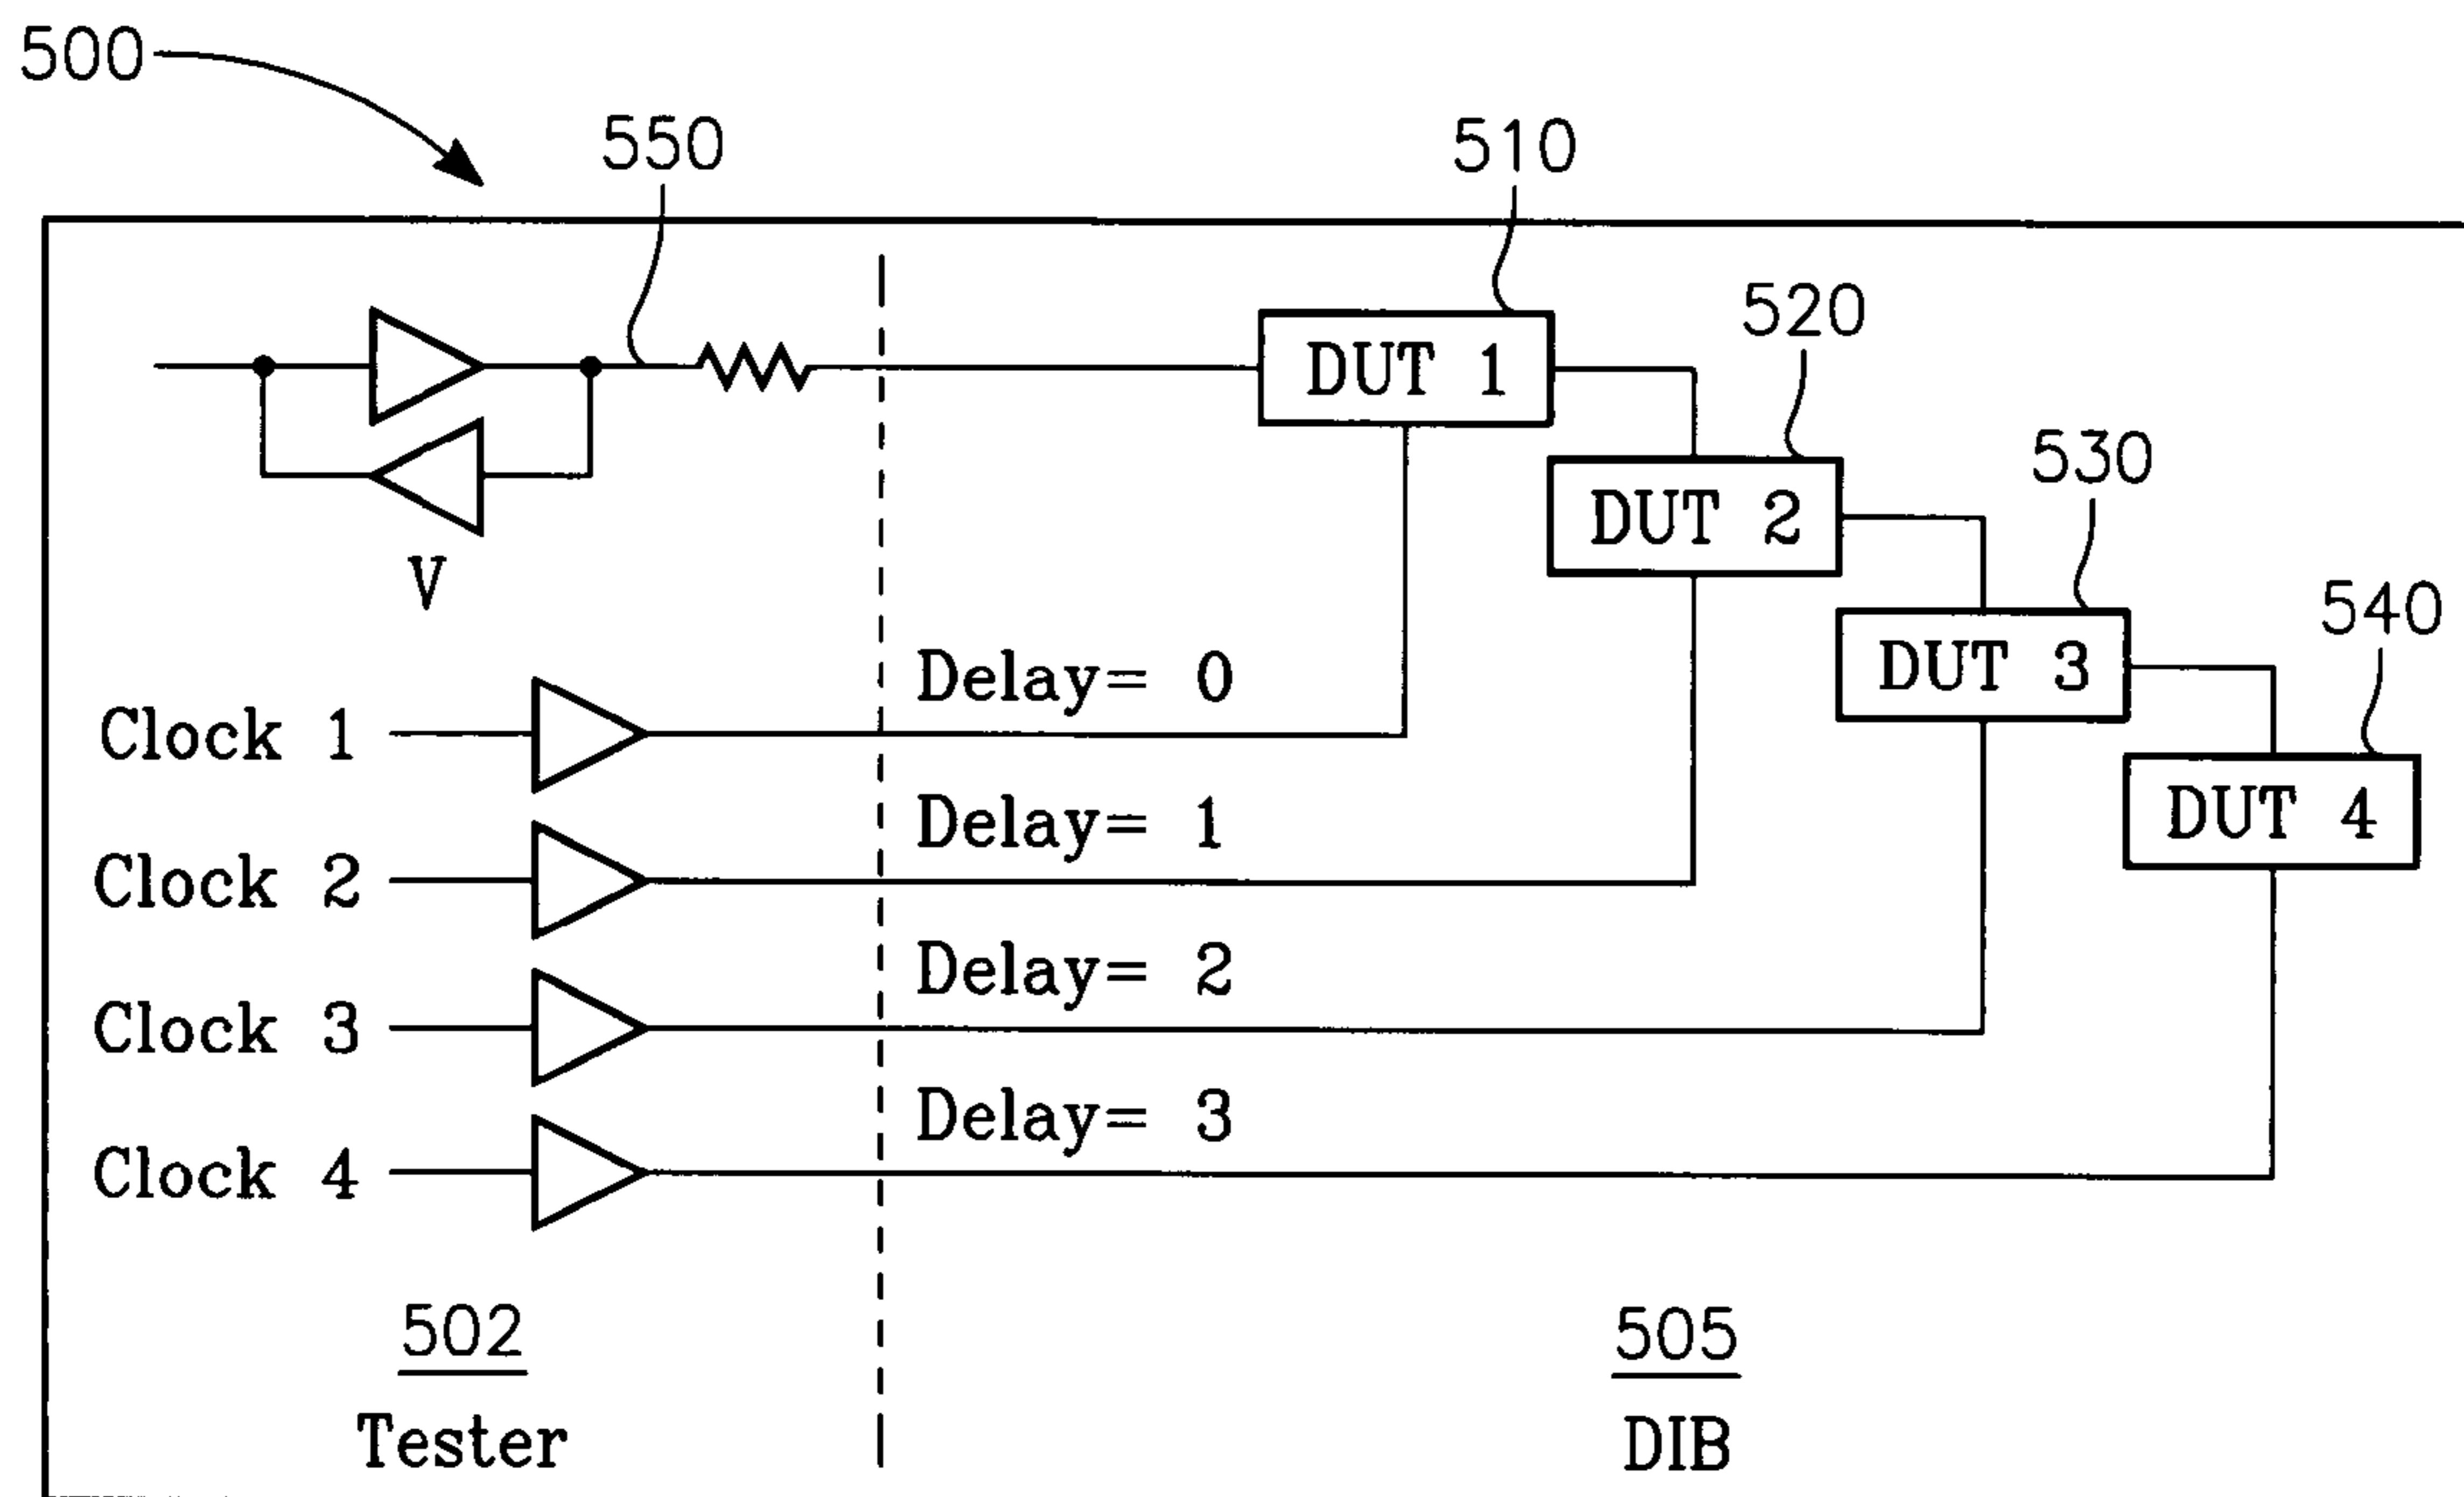 500
550
510
520
530
540
DUT 1
DUT 2
DUT 3
DUT 4
V
Delay= 0
Clock 1
Delay= 1
Clock 2
Delay= 2
Clock 3
Delay= 3
Clock 4
502
Tester
505
DIB